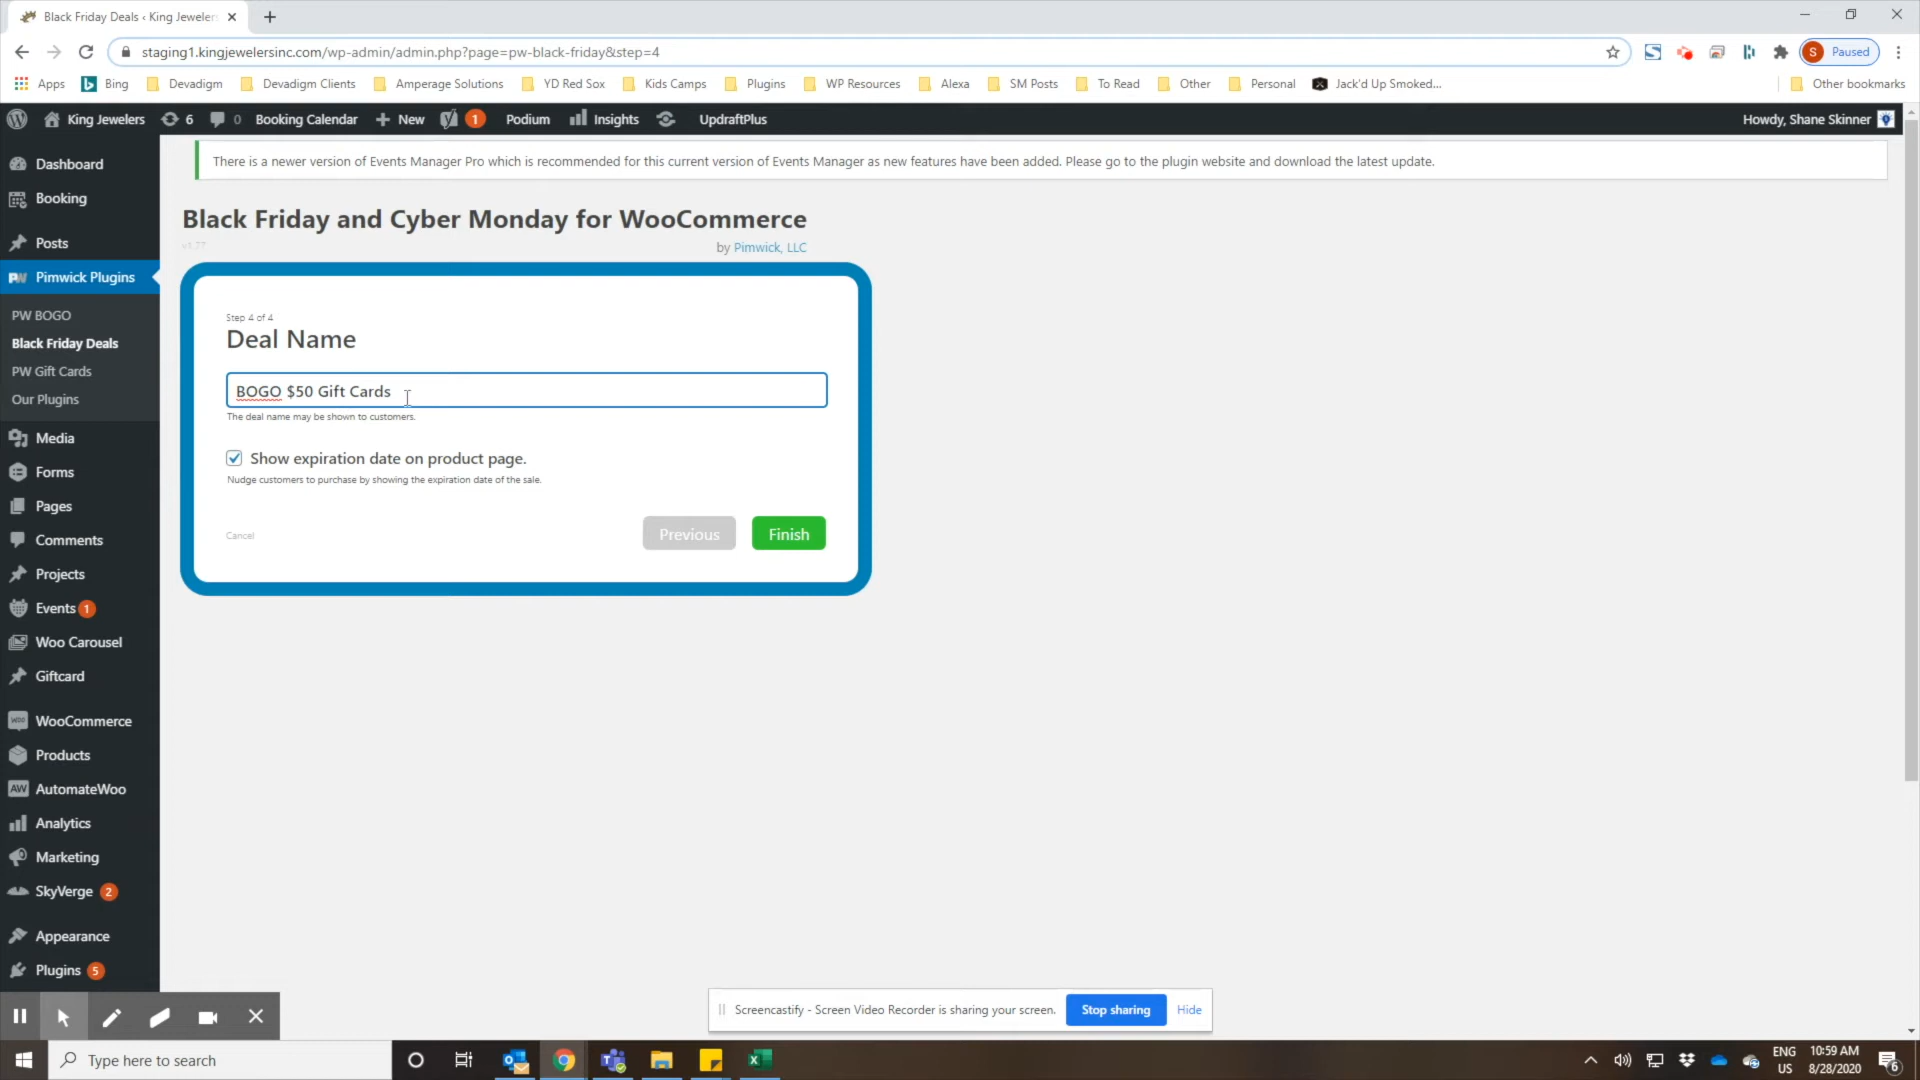 Black Friday Deals ‹ King Jewelers
staging1.kingjewelersinc.com/wp-admin/admin.php?page=pw-black-friday&step=4
S Paused
Apps Bing Devadigm Devadigm Clients Amperage Solutions YD Red Sox Kids Camps Plugins WP Resources Alexa SM Posts To Read Other Personal Jack'd Up Smoked... Other bookmarks
King Jewelers 6 0 Booking Calendar New 1 Podium Insights UpdraftPlus Howdy, Shane Skinner
There is a newer version of Events Manager Pro which is recommended for this current version of Events Manager as new features have been added. Please go to the plugin website and download the latest update.
Dashboard
Booking
Posts
Pimwick Plugins
PW BOGO
Black Friday Deals
PW Gift Cards
Our Plugins
Media
Forms
Pages
Comments
Projects
Events 1
Woo Carousel
Giftcard
WooCommerce
Products
AutomateWoo
Analytics
Marketing
SkyVerge 2
Appearance
Plugins 5
Black Friday and Cyber Monday for WooCommerce
v1.77 by Pimwick, LLC
Step 4 of 4
Deal Name
BOGO $50 Gift Cards
The deal name may be shown to customers.
Show expiration date on product page.
Nudge customers to purchase by showing the expiration date of the sale.
Cancel Previous Finish
Screencastify - Screen Video Recorder is sharing your screen. Stop sharing Hide
Type here to search
ENG
US
10:59 AM
8/28/2020
6